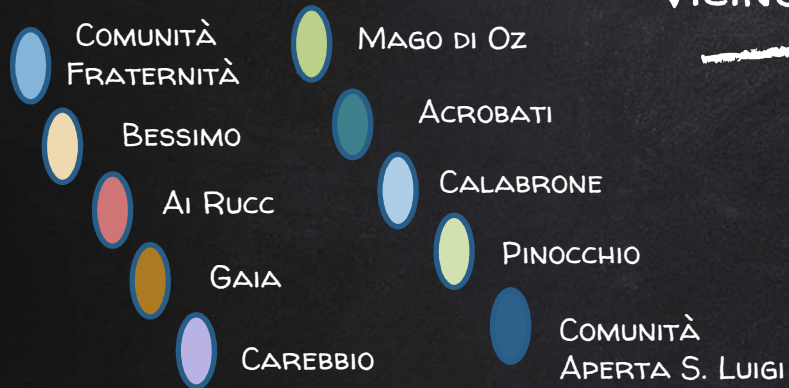 Comunità
Fraternità
Bessimo
Ai Rucc
Gaia
Carebbio
Mago di Oz
Acrobati
Calabrone
Pinocchio
Comunità
Aperta S. Luigi